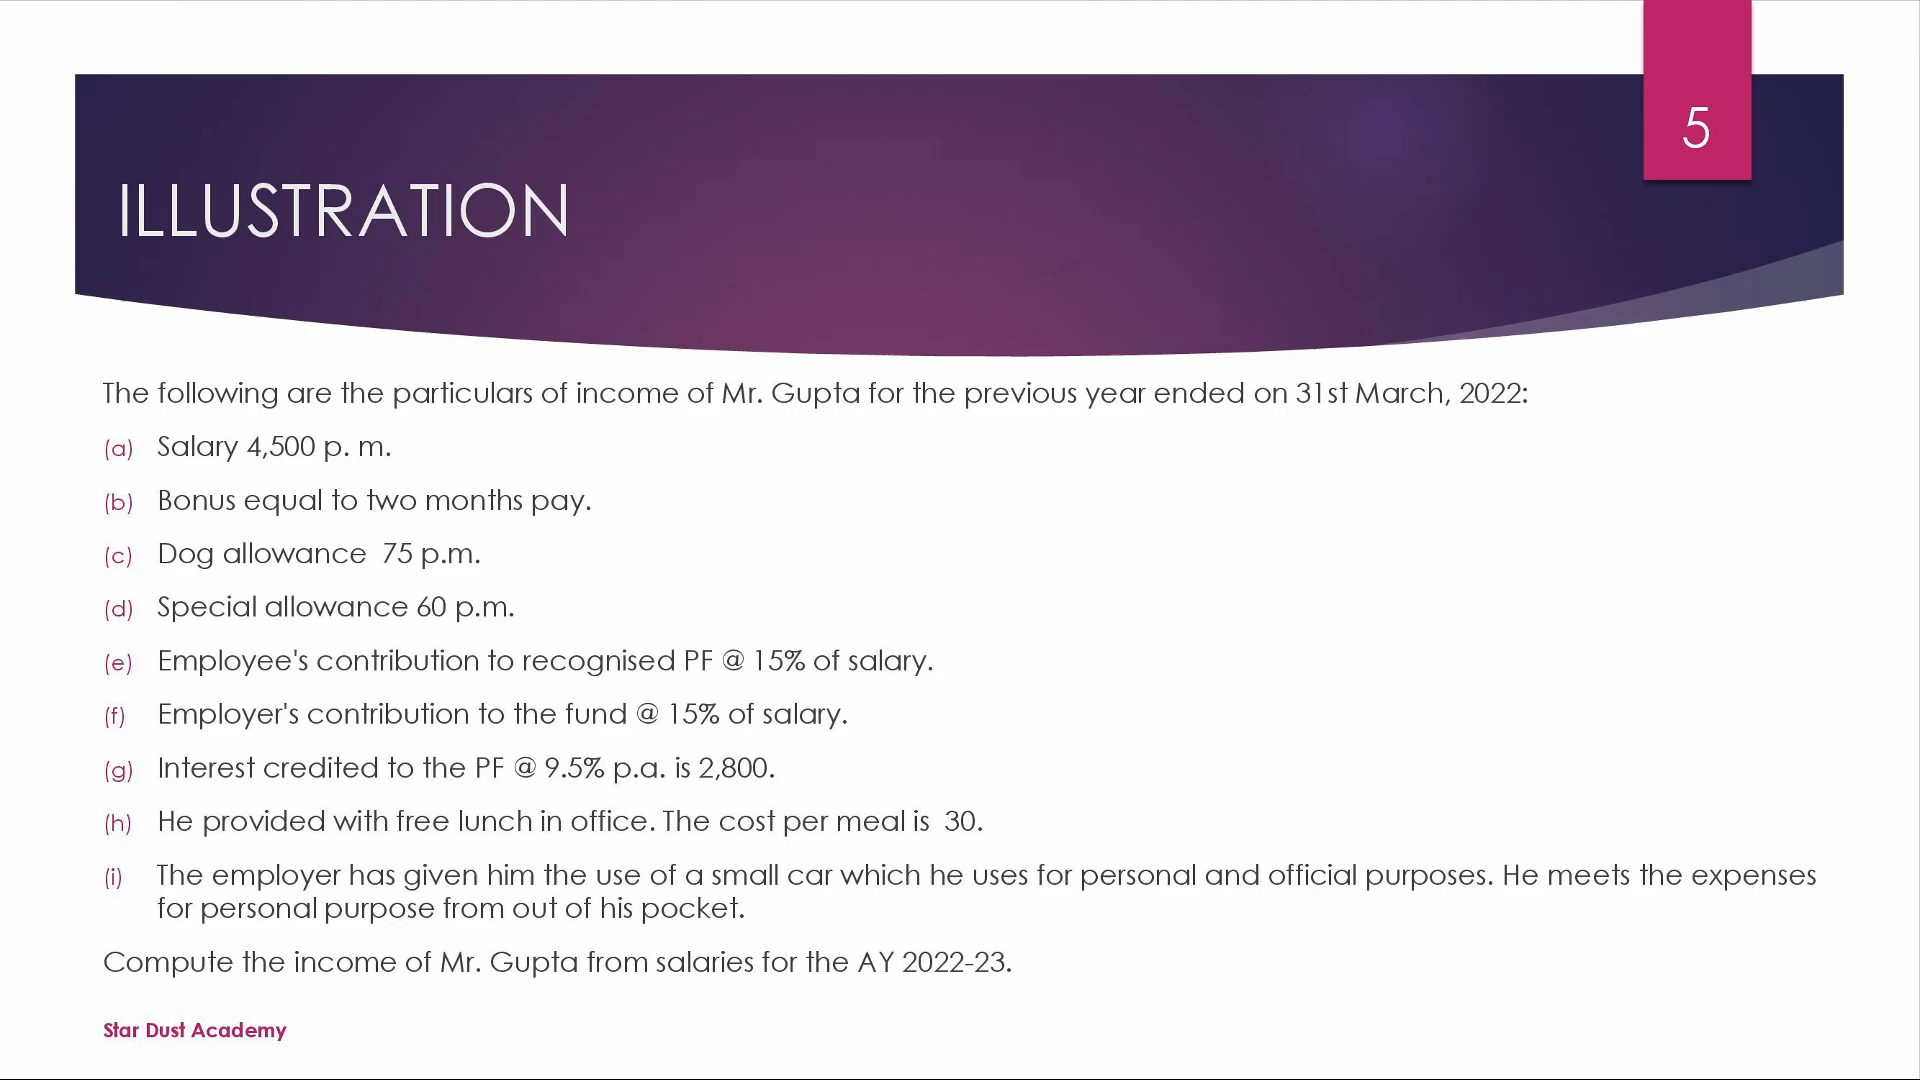 5
ILLUSTRATION
The following are the particulars of income of Mr. Gupta for the previous year ended on 31st March, 2022:
(a) Salary 4,500 p. m.
(b) Bonus equal to two months pay.
(c) Dog allowance  75 p.m.
(d) Special allowance 60 p.m.
(e) Employee's contribution to recognised PF @ 15% of salary.
(f) Employer's contribution to the fund @ 15% of salary.
(g) Interest credited to the PF @ 9.5% p.a. is 2,800.
(h) He provided with free lunch in office. The cost per meal is  30.
(i) The employer has given him the use of a small car which he uses for personal and official purposes. He meets the expenses
for personal purpose from out of his pocket.
Compute the income of Mr. Gupta from salaries for the AY 2022-23.
Star Dust Academy